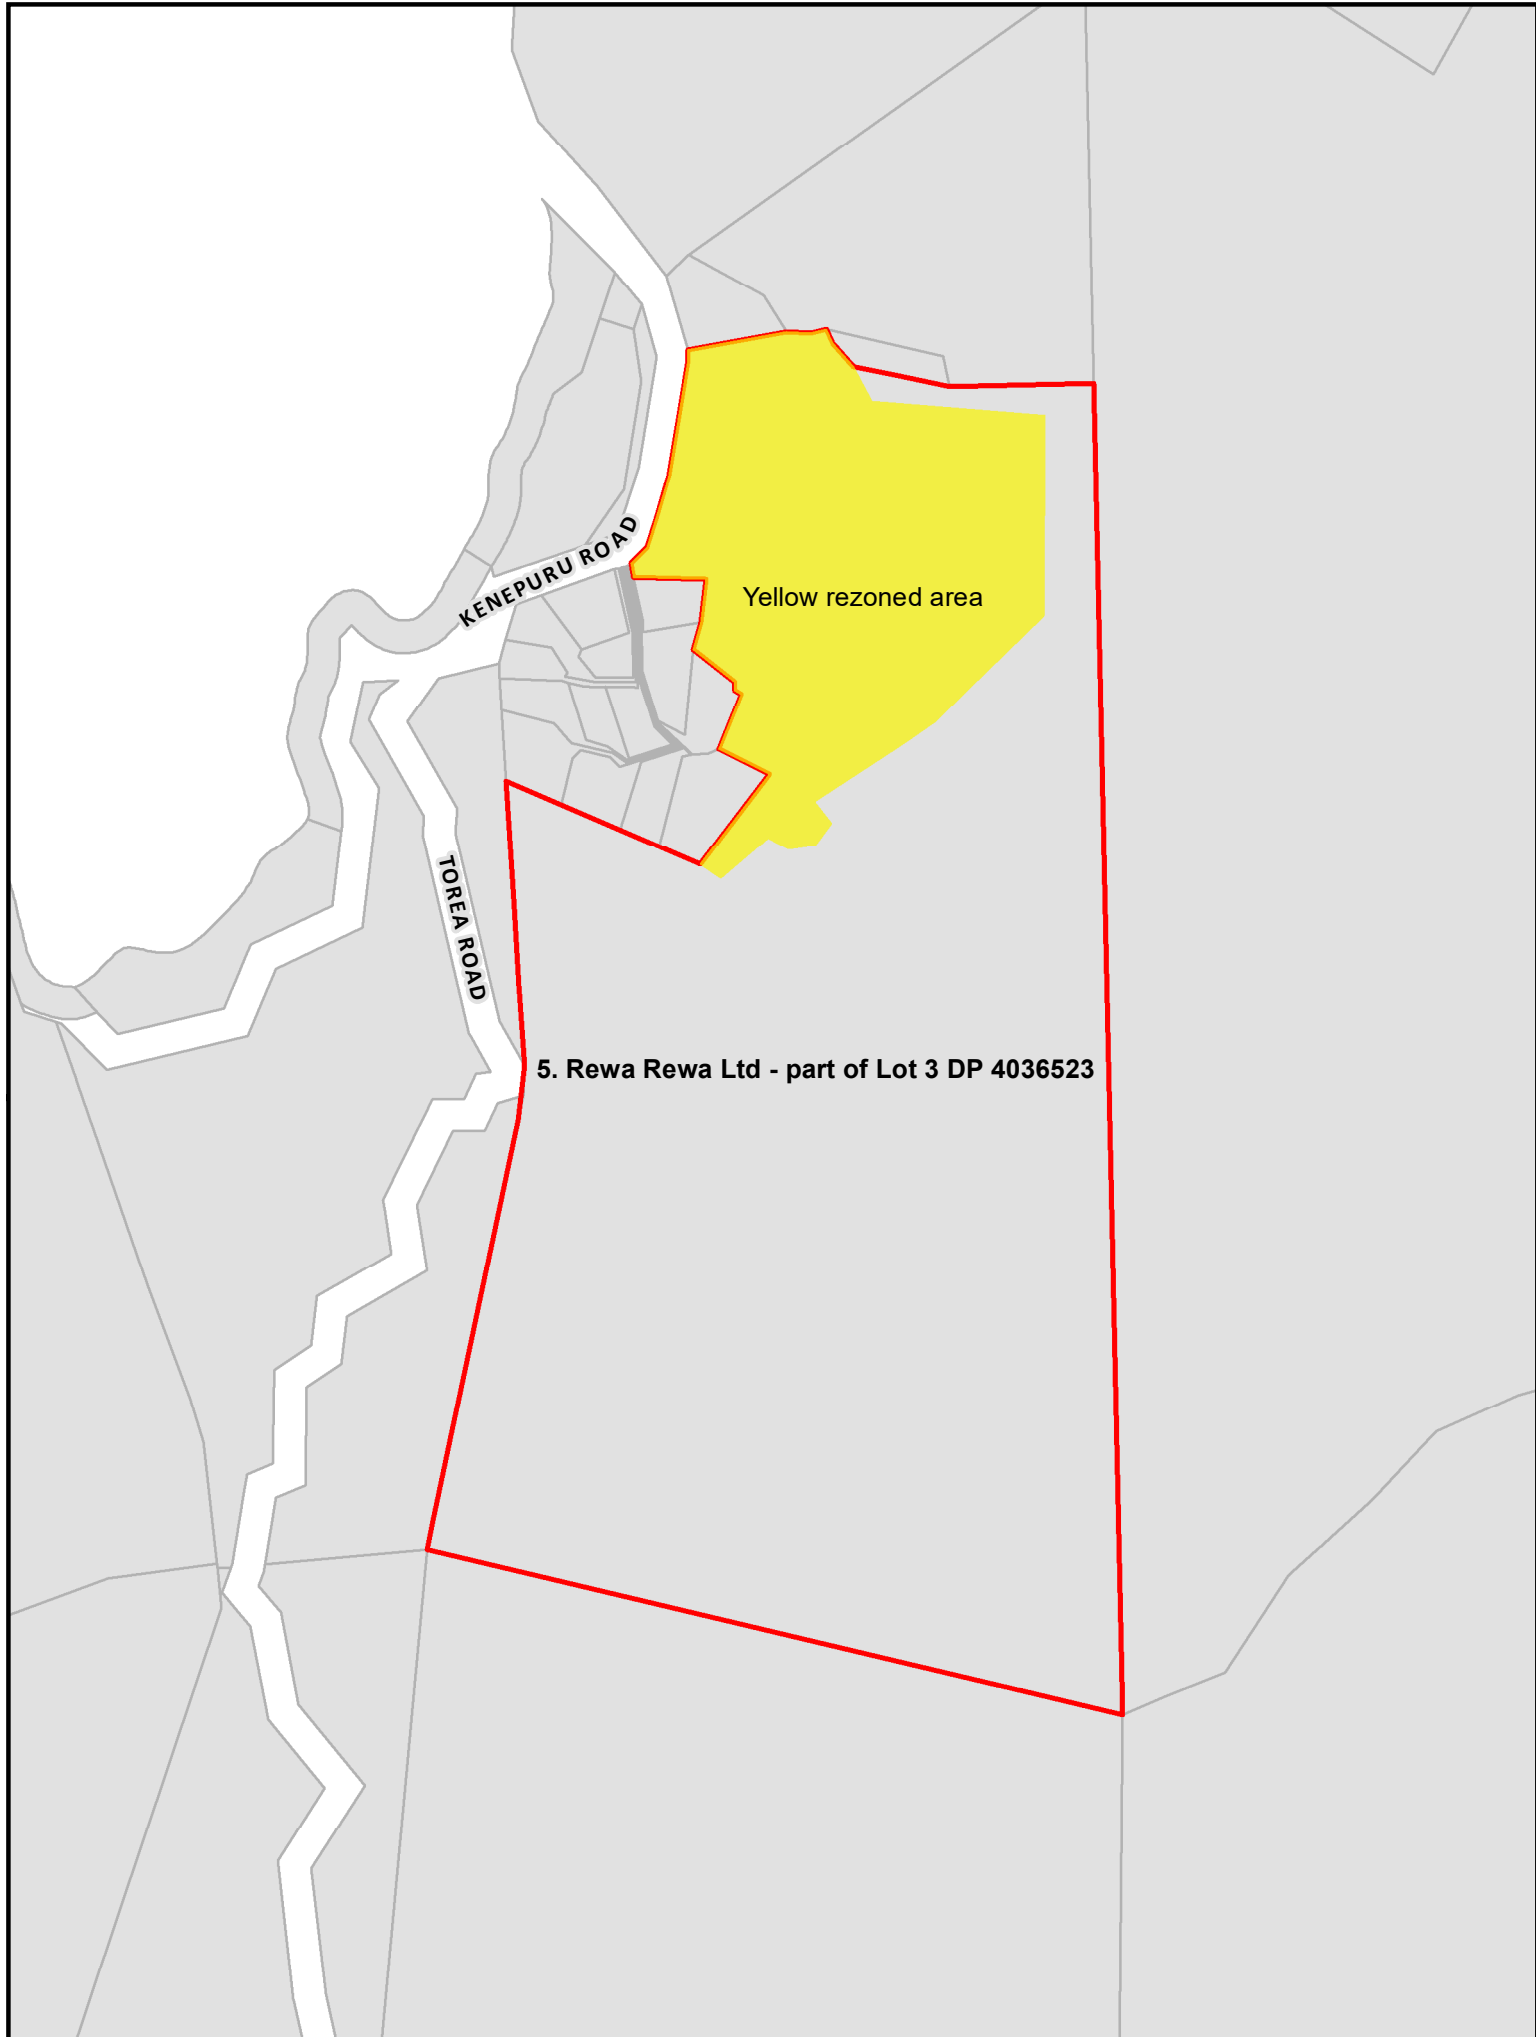 KENEPURU ROAD
Yellow rezoned area
TOREA ROAD
5. Rewa Rewa Ltd - part of Lot 3 DP 4036523